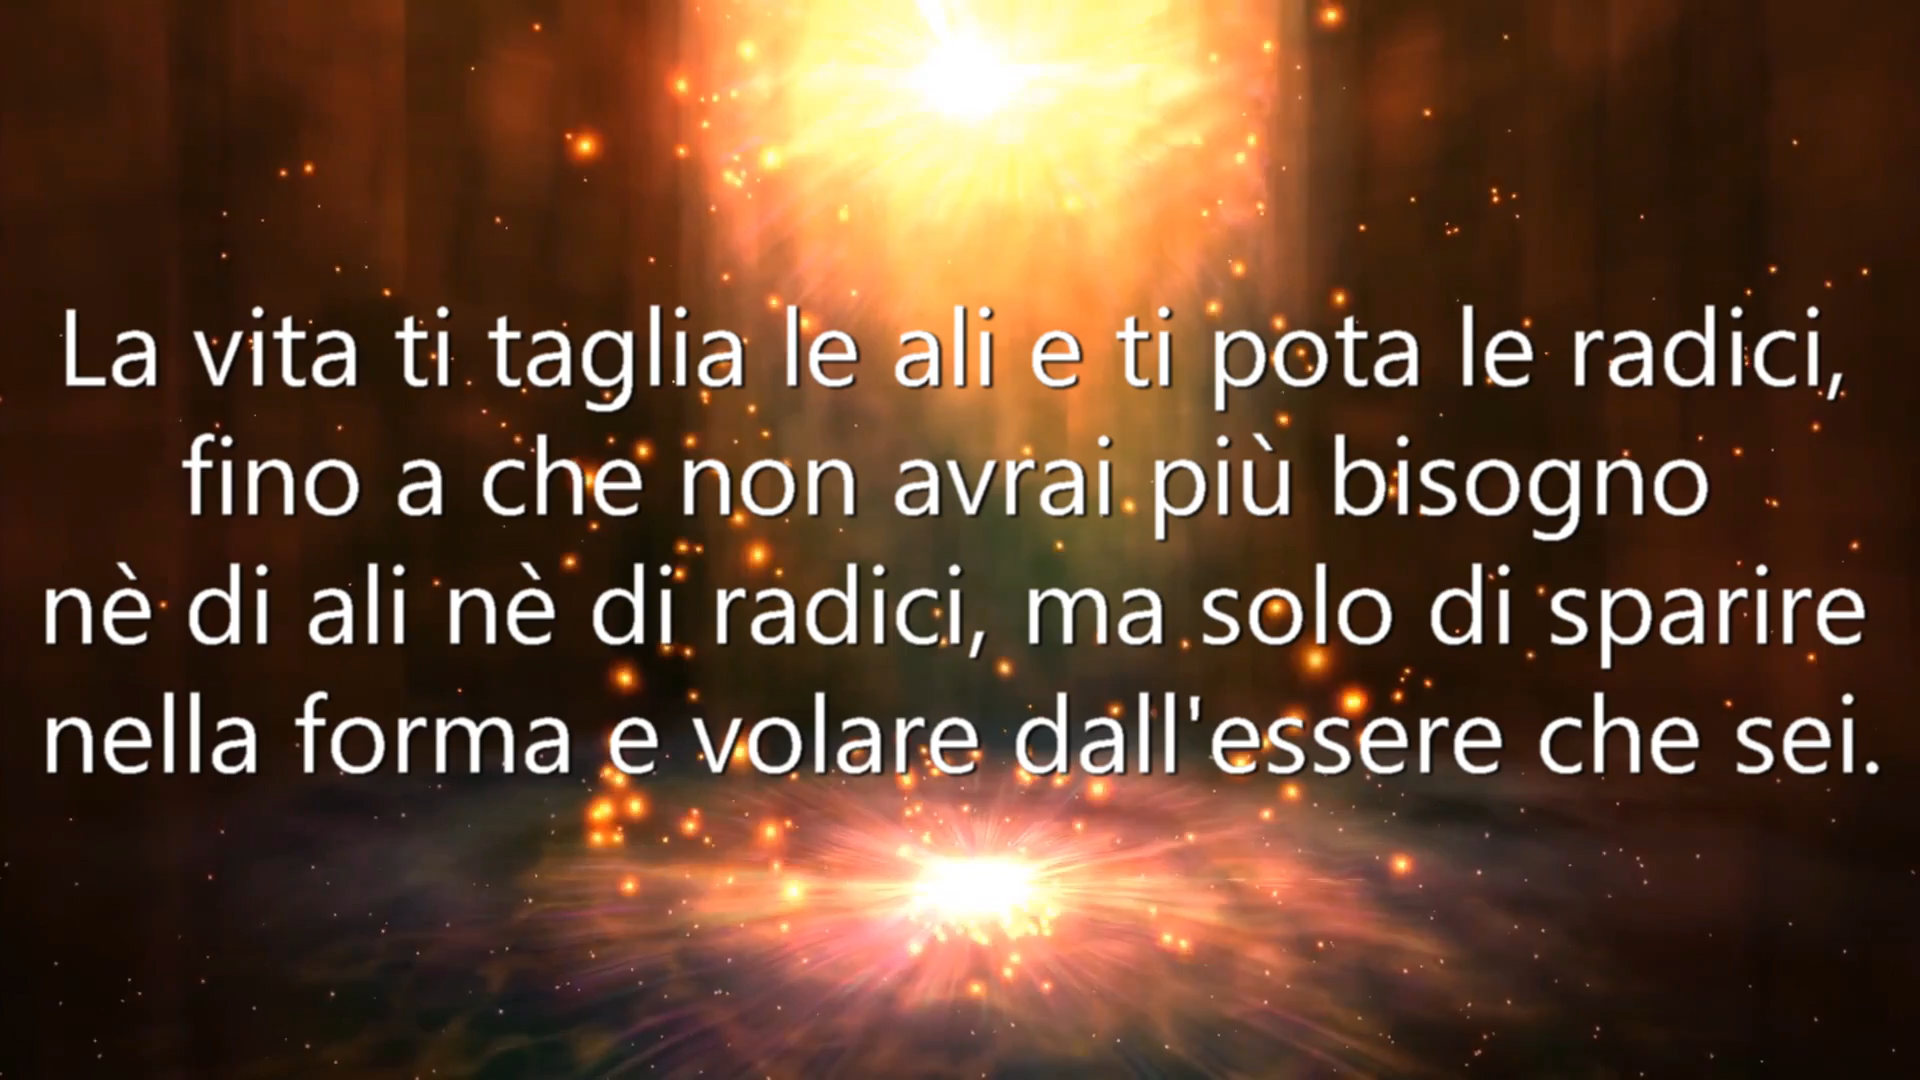 La vita ti taglia le ali e ti pota le radici,
fino a che non avrai più bisogno
nè di ali nè di radici, ma solo di sparire
nella forma e volare dall'essere che sei.